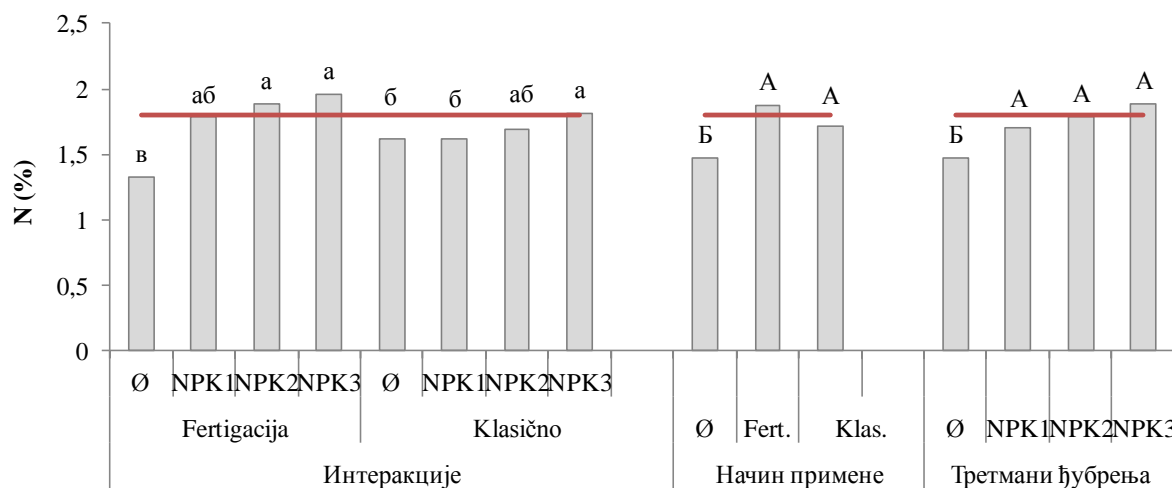 2,5
2
1,5
1
0,5
0
N (%)
в
аб
а
а
б
б
аб
а
Б
А
А
Б
А
А
А
Ø NPK1 NPK2 NPK3 Ø NPK1 NPK2 NPK3 Ø Fert. Klas. Ø NPK1 NPK2 NPK3
Fertigacija Klasično
Интеракције Начин примене Третмани ђубрења